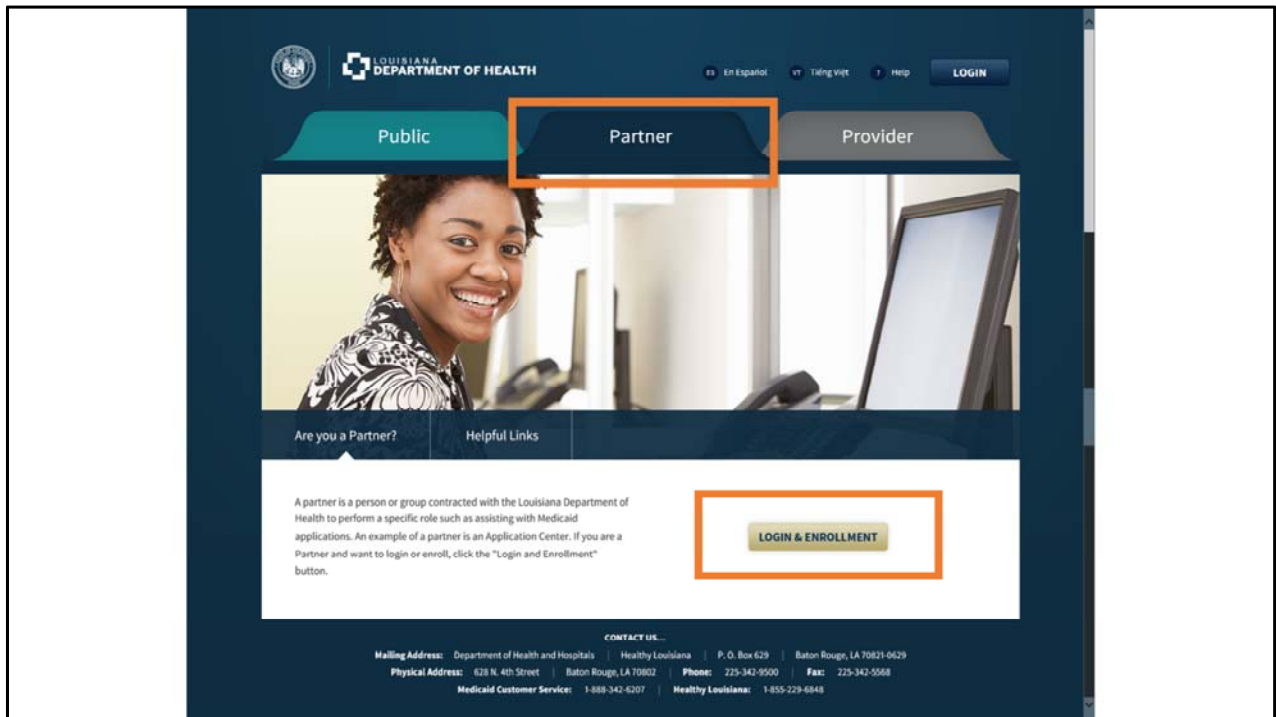 LOUISIANA
DEPARTMENT OF HEALTH
ES En Español VT Tiếng Việt ? Help LOGIN
Public Partner Provider
Are you a Partner? Helpful Links
A partner is a person or group contracted with the Louisiana Department of
Health to perform a specific role such as assisting with Medicaid
applications. An example of a partner is an Application Center. If you are a
Partner and want to login or enroll, click the "Login and Enrollment"
button.
LOGIN & ENROLLMENT
CONTACT US...
Mailing Address: Department of Health and Hospitals | Healthy Louisiana | P. O. Box 629 | Baton Rouge, LA 70821-0629
Physical Address: 628 N. 4th Street | Baton Rouge, LA 70802 | Phone: 225-342-9500 | Fax: 225-342-5568
Medicaid Customer Service: 1-888-342-6207 | Healthy Louisiana: 1-855-229-6848